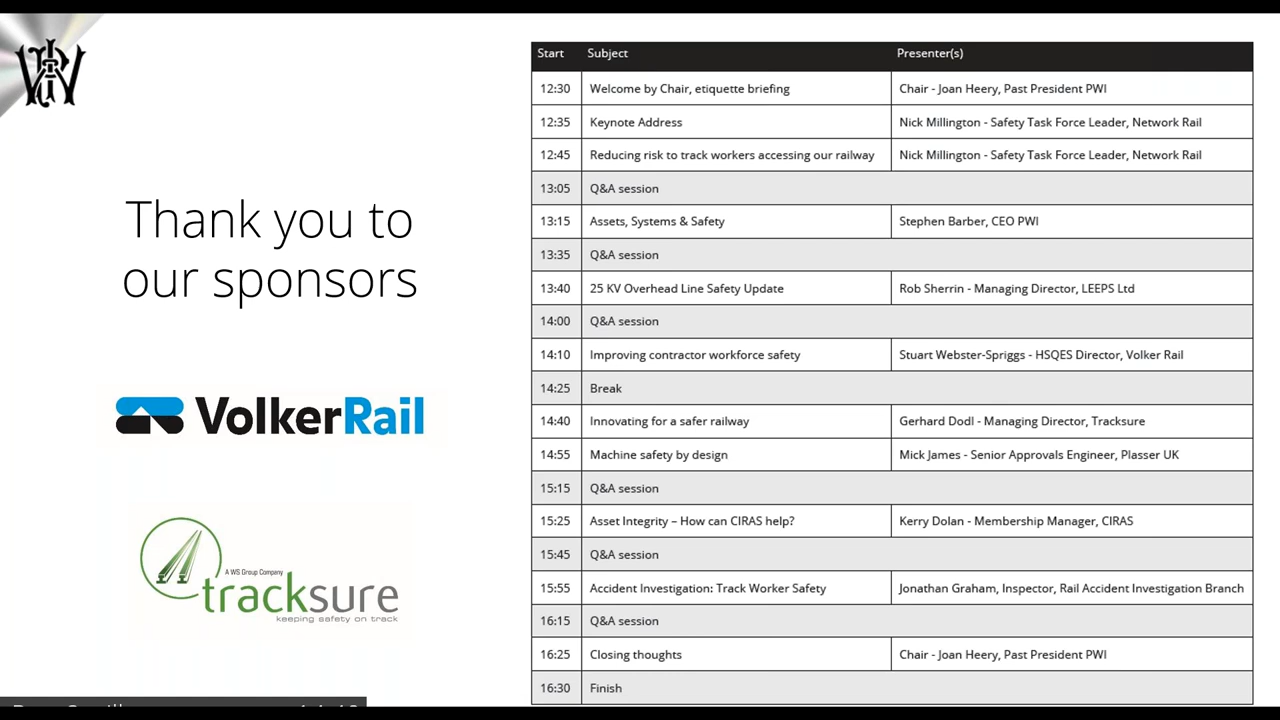 Thank you to
our sponsors
VolkerRail
A WS Group Company
tracksure
keeping safety on track
Start Subject Presenter(s)
12:30 Welcome by Chair, etiquette briefing Chair - Joan Heery, Past President PWI
12:35 Keynote Address Nick Millington - Safety Task Force Leader, Network Rail
12:45 Reducing risk to track workers accessing our railway Nick Millington - Safety Task Force Leader, Network Rail
13:05 Q&A session
13:15 Assets, Systems & Safety Stephen Barber, CEO PWI
13:35 Q&A session
13:40 25 KV Overhead Line Safety Update Rob Sherrin - Managing Director, LEEPS Ltd
14:00 Q&A session
14:10 Improving contractor workforce safety Stuart Webster-Spriggs - HSQES Director, Volker Rail
14:25 Break
14:40 Innovating for a safer railway Gerhard Dodl - Managing Director, Tracksure
14:55 Machine safety by design Mick James - Senior Approvals Engineer, Plasser UK
15:15 Q&A session
15:25 Asset Integrity – How can CIRAS help? Kerry Dolan - Membership Manager, CIRAS
15:45 Q&A session
15:55 Accident Investigation: Track Worker Safety Jonathan Graham, Inspector, Rail Accident Investigation Branch
16:15 Q&A session
16:25 Closing thoughts Chair - Joan Heery, Past President PWI
16:30 Finish